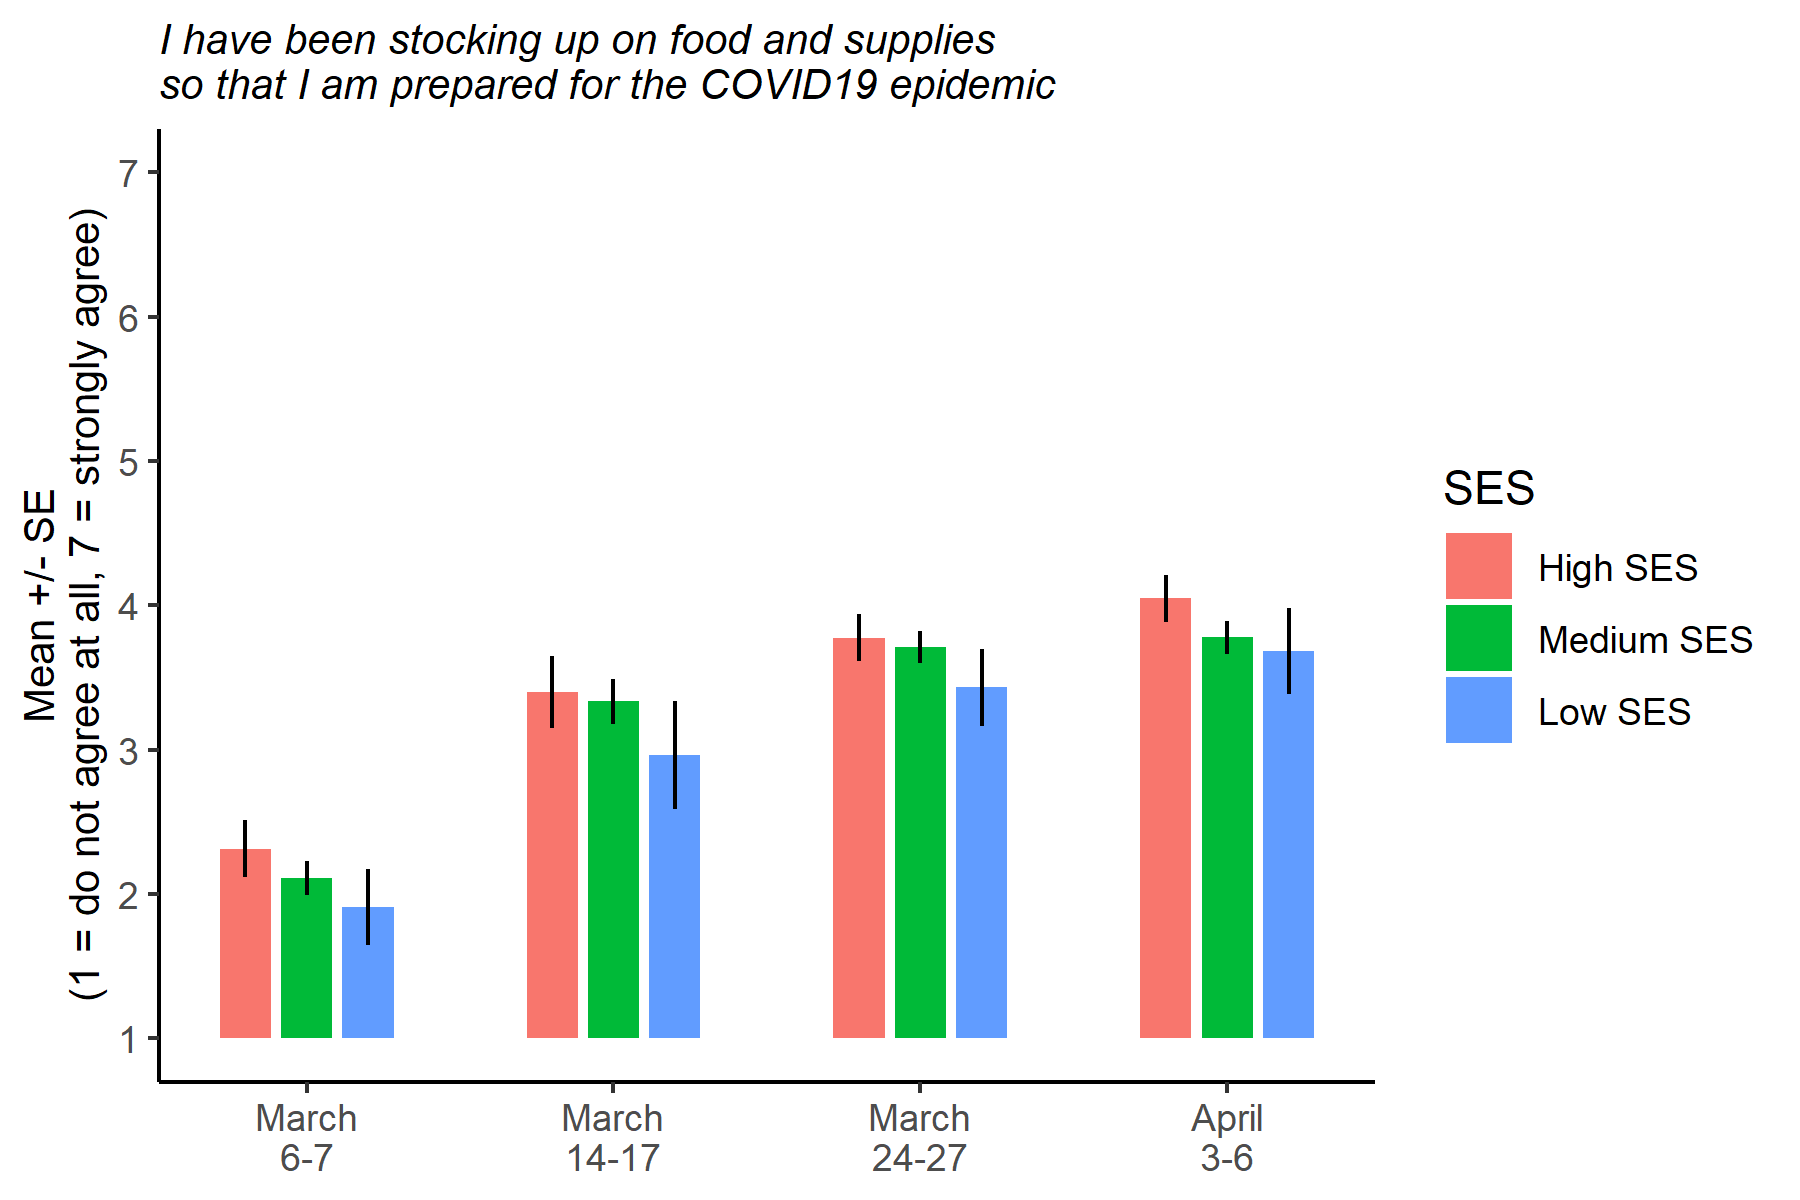 I have been stocking up on food and supplies
so that I am prepared for the COVID19 epidemic
Mean +/- SE
(1 = do not agree at all, 7 = strongly agree)
7
6
5
4
3
2
1
March
6-7
March
14-17
March
24-27
April
3-6
SES
High SES
Medium SES
Low SES